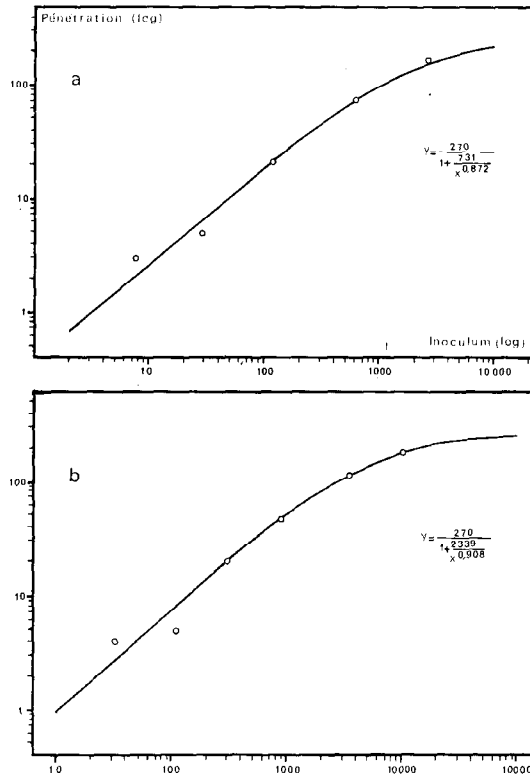 Pénétration (log)
a
100
10
1
y = 270 / 1 + 731 / x^0,872
Inoculum (log)
10 100 1000 10 000
b
100
10
1
y = 270 / 1 + 2339 / x^0,908
10 100 1000 10000